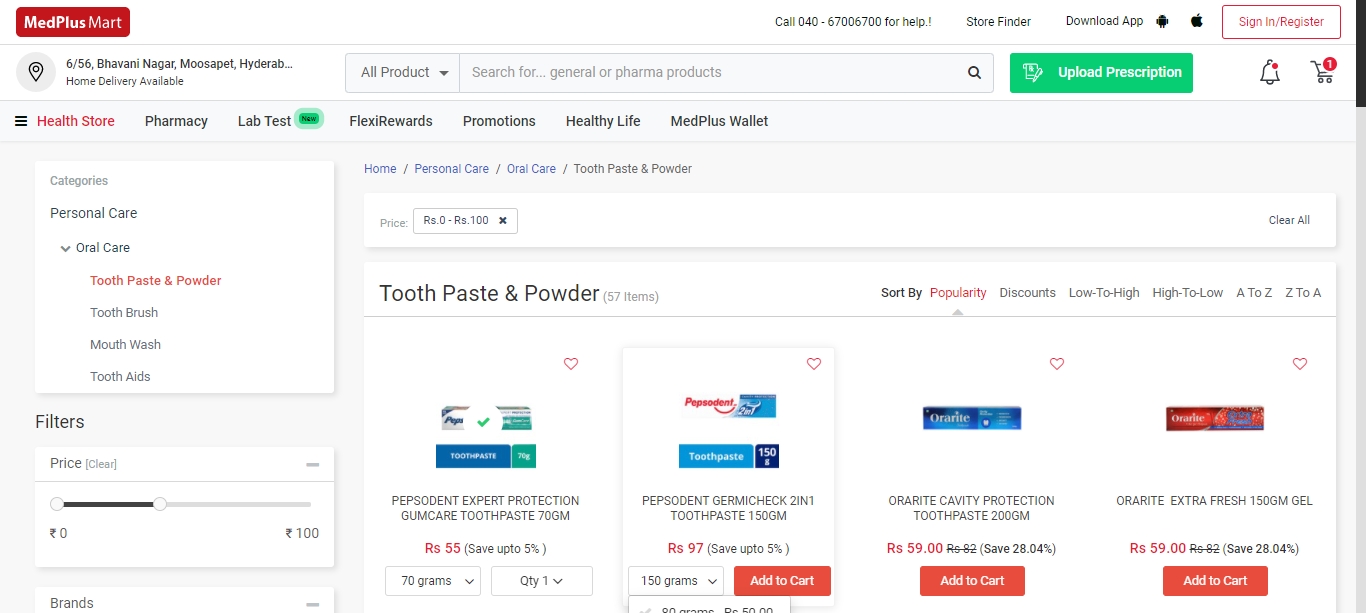 MedPlus Mart
Call 040 - 67006700 for help.!
Store Finder
Download App
Sign In/Register
6/56, Bhavani Nagar, Moosapet, Hyderab...
Home Delivery Available
All Product
Search for... general or pharma products
Upload Prescription
1
Health Store
Pharmacy
Lab Test New
FlexiRewards
Promotions
Healthy Life
MedPlus Wallet
Categories
Personal Care
Oral Care
Tooth Paste & Powder
Tooth Brush
Mouth Wash
Tooth Aids
Filters
Price [Clear]
₹ 0 ₹ 100
Brands
Home / Personal Care / Oral Care / Tooth Paste & Powder
Price: Rs.0 - Rs.100
Clear All
Tooth Paste & Powder (57 Items)
Sort By Popularity Discounts Low-To-High High-To-Low A To Z Z To A
Peps
TOOTHPASTE 70g
PEPSODENT EXPERT PROTECTION
GUMCARE TOOTHPASTE 70GM
Rs 55 (Save upto 5% )
70 grams
Qty 1
Pepsodent 2in1
Toothpaste 150 g
PEPSODENT GERMICHECK 2IN1
TOOTHPASTE 150GM
Rs 97 (Save upto 5% )
150 grams
Add to Cart
80 grams - Rs 50.00
Orarite
ORARITE CAVITY PROTECTION
TOOTHPASTE 200GM
Rs 59.00 Rs 82 (Save 28.04%)
Add to Cart
Orarite
ORARITE EXTRA FRESH 150GM GEL
Rs 59.00 Rs 82 (Save 28.04%)
Add to Cart